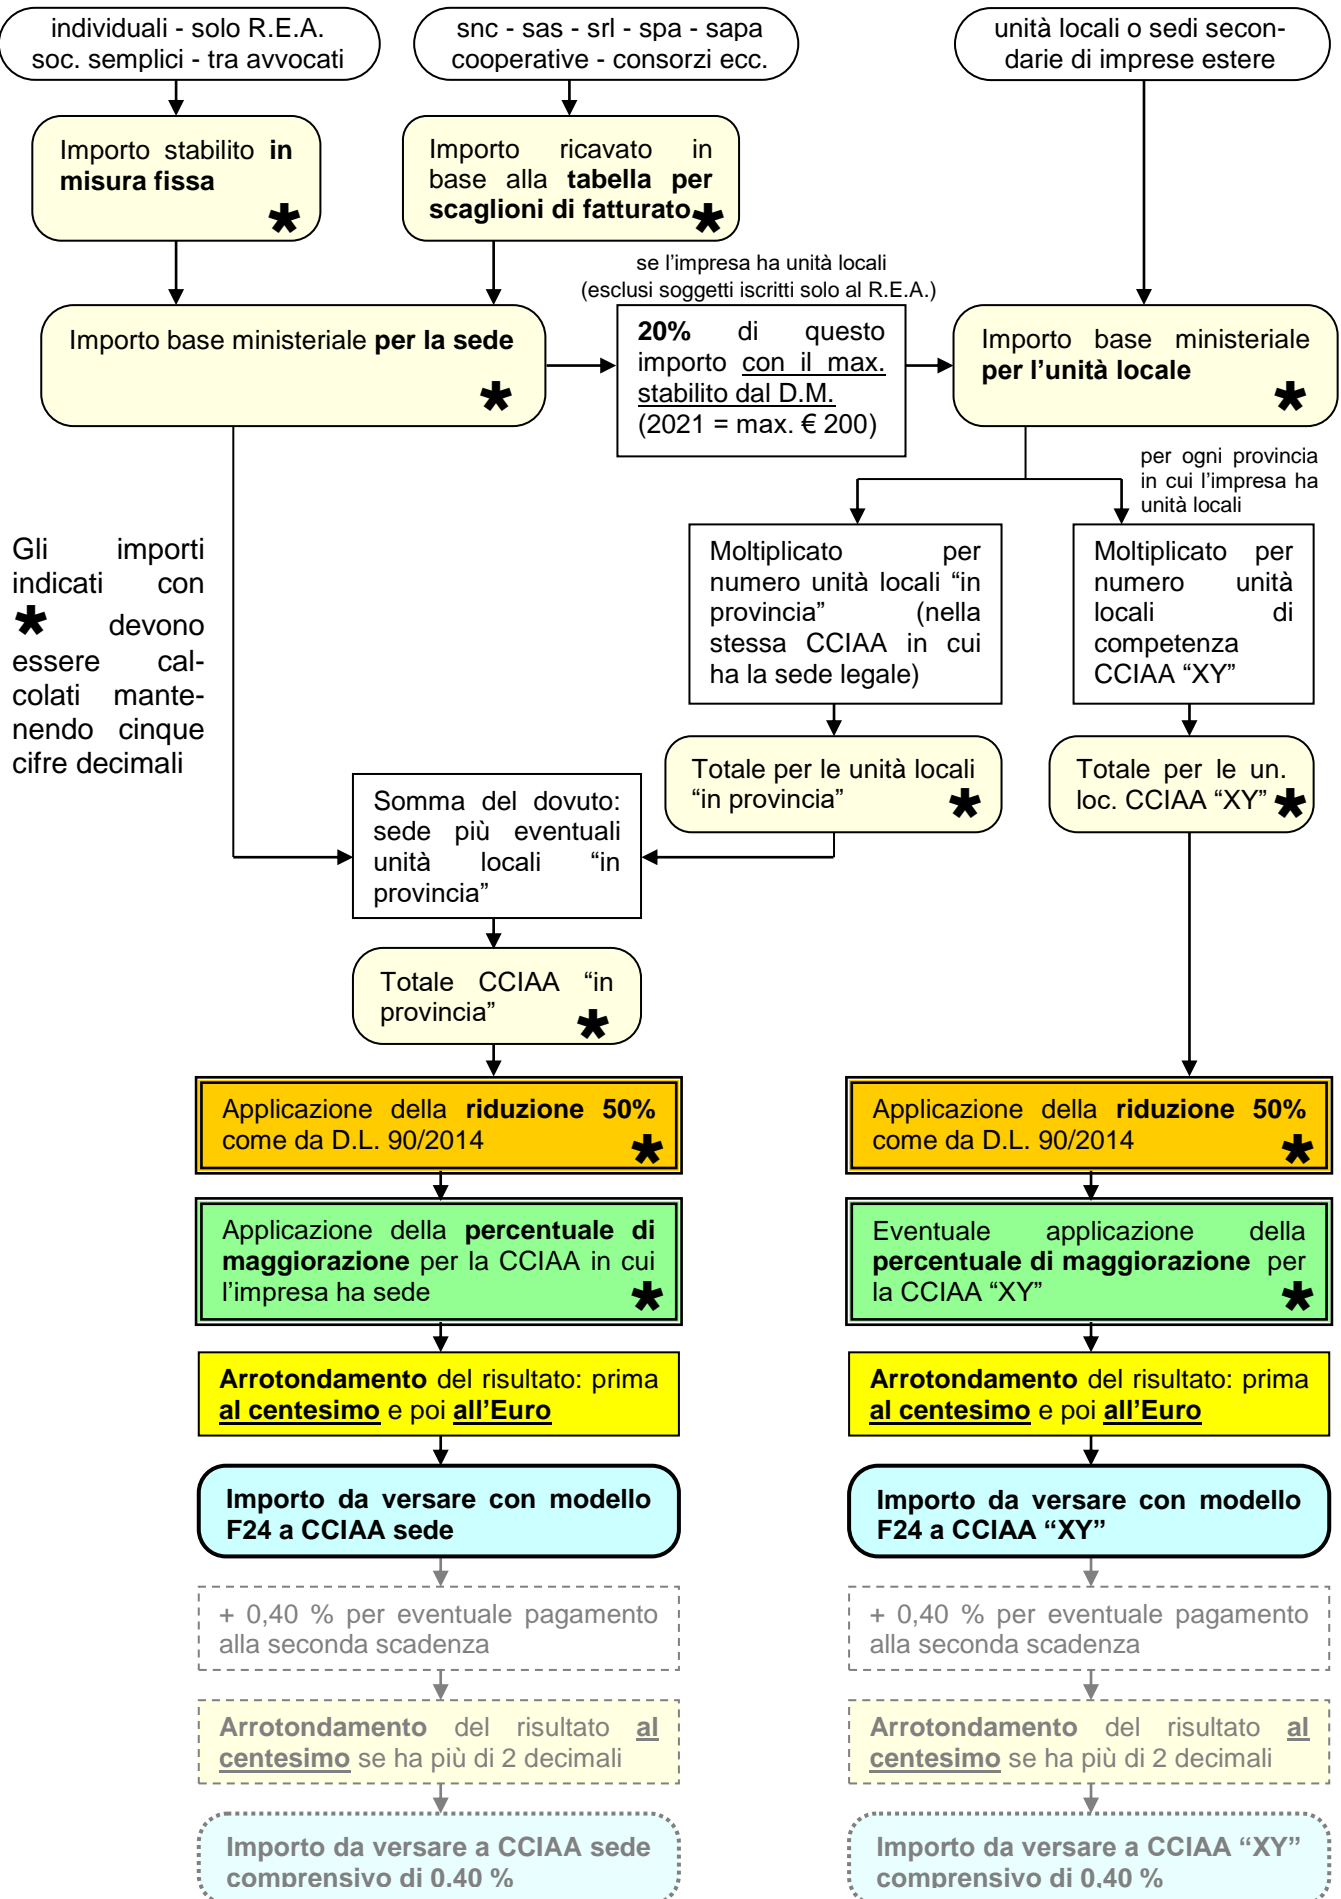 individuali - solo R.E.A.
soc. semplici - tra avvocati
snc - sas - srl - spa - sapa
cooperative - consorzi ecc.
unità locali o sedi secon-
darie di imprese estere
Importo stabilito in
misura fissa
*
Importo ricavato in
base alla tabella per
scaglioni di fatturato
*
se l'impresa ha unità locali
(esclusi soggetti iscritti solo al R.E.A.)
Importo base ministeriale per la sede
*
20% di questo
importo con il max.
stabilito dal D.M.
(2021 = max. € 200)
Importo base ministeriale
per l'unità locale
*
per ogni provincia
in cui l'impresa ha
unità locali
Gli importi
indicati con
* devono
essere cal-
colati mante-
nendo cinque
cifre decimali
Moltiplicato per
numero unità locali “in
provincia” (nella
stessa CCIAA in cui
ha la sede legale)
Moltiplicato per
numero unità
locali di
competenza
CCIAA “XY”
Totale per le unità locali
“in provincia”
*
Totale per le un.
loc. CCIAA “XY”
*
Somma del dovuto:
sede più eventuali
unità locali “in
provincia”
Totale CCIAA “in
provincia”
*
Applicazione della riduzione 50%
come da D.L. 90/2014
*
Applicazione della riduzione 50%
come da D.L. 90/2014
*
Applicazione della percentuale di
maggiorazione per la CCIAA in cui
l'impresa ha sede
*
Eventuale applicazione della
percentuale di maggiorazione per
la CCIAA “XY”
*
Arrotondamento del risultato: prima
al centesimo e poi all'Euro
Arrotondamento del risultato: prima
al centesimo e poi all'Euro
Importo da versare con modello
F24 a CCIAA sede
Importo da versare con modello
F24 a CCIAA “XY”
+ 0,40 % per eventuale pagamento
alla seconda scadenza
+ 0,40 % per eventuale pagamento
alla seconda scadenza
Arrotondamento del risultato al
centesimo se ha più di 2 decimali
Arrotondamento del risultato al
centesimo se ha più di 2 decimali
Importo da versare a CCIAA sede
comprensivo di 0,40 %
Importo da versare a CCIAA “XY”
comprensivo di 0,40 %